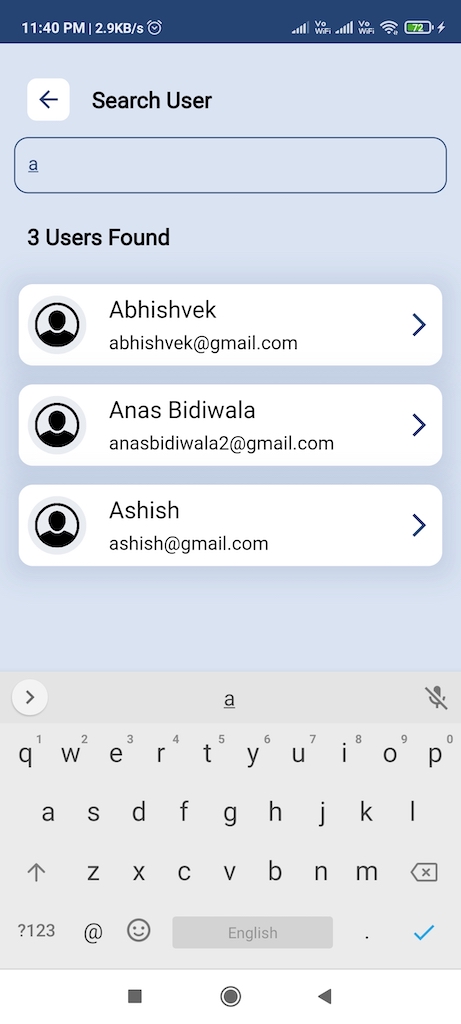 11:40 PM | 2.9KB/s Vo WiFi Vo WiFi 72
Search User
a
3 Users Found
Abhishvek
abhishvek@gmail.com
Anas Bidiwala
anasbidiwala2@gmail.com
Ashish
ashish@gmail.com
a
1 2 3 4 5 6 7 8 9 0
q w e r t y u i o p
a s d f g h j k l
z x c v b n m
?123 @ English .